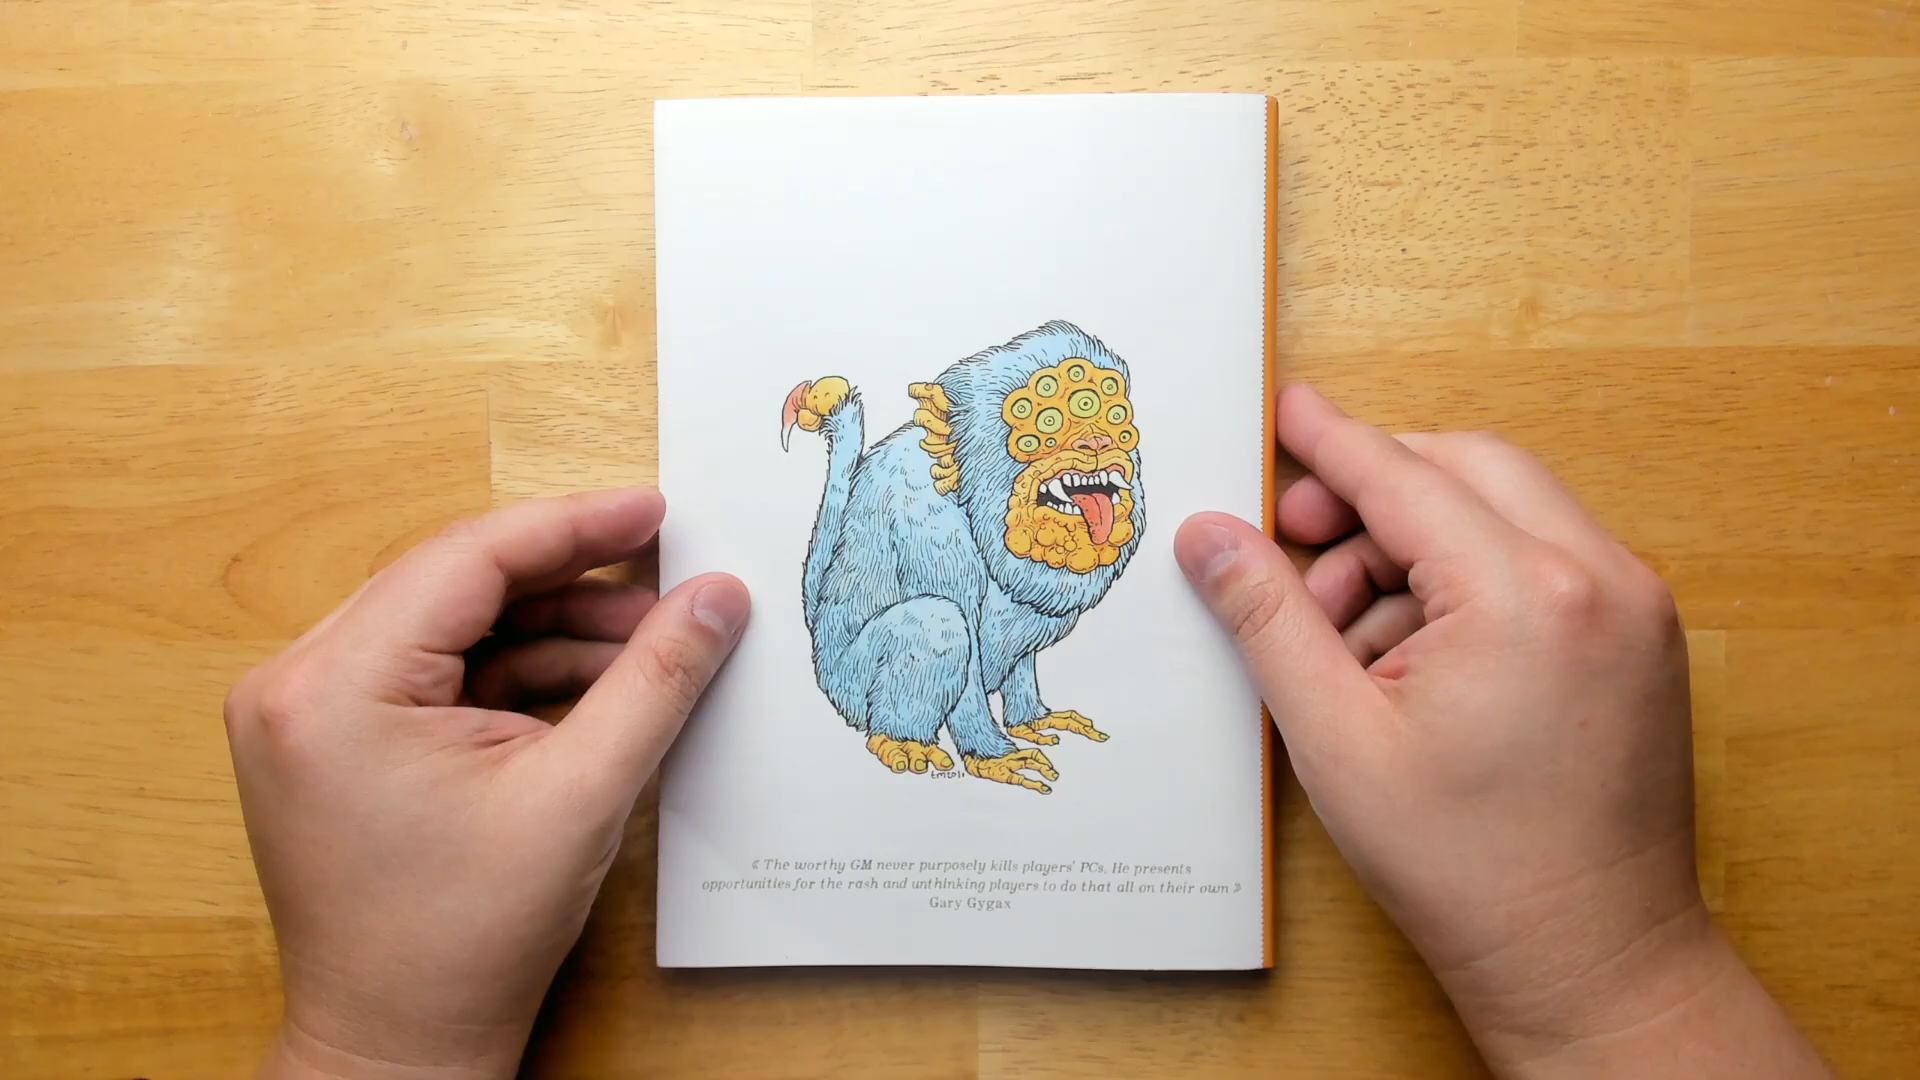 « The worthy GM never purposely kills players' PCs. He presents
opportunities for the rash and unthinking players to do that all on their own »
Gary Gygax